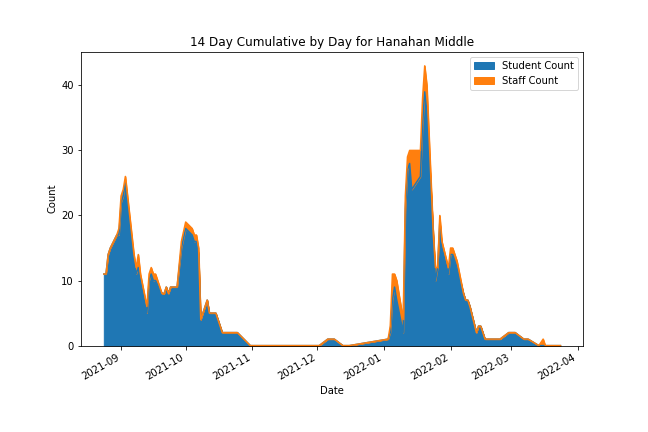 14 Day Cumulative by Day for Hanahan Middle
Student Count
Staff Count
Count
40
30
20
10
0
2021-09
2021-10
2021-11
2021-12
2022-01
2022-02
2022-03
2022-04
Date